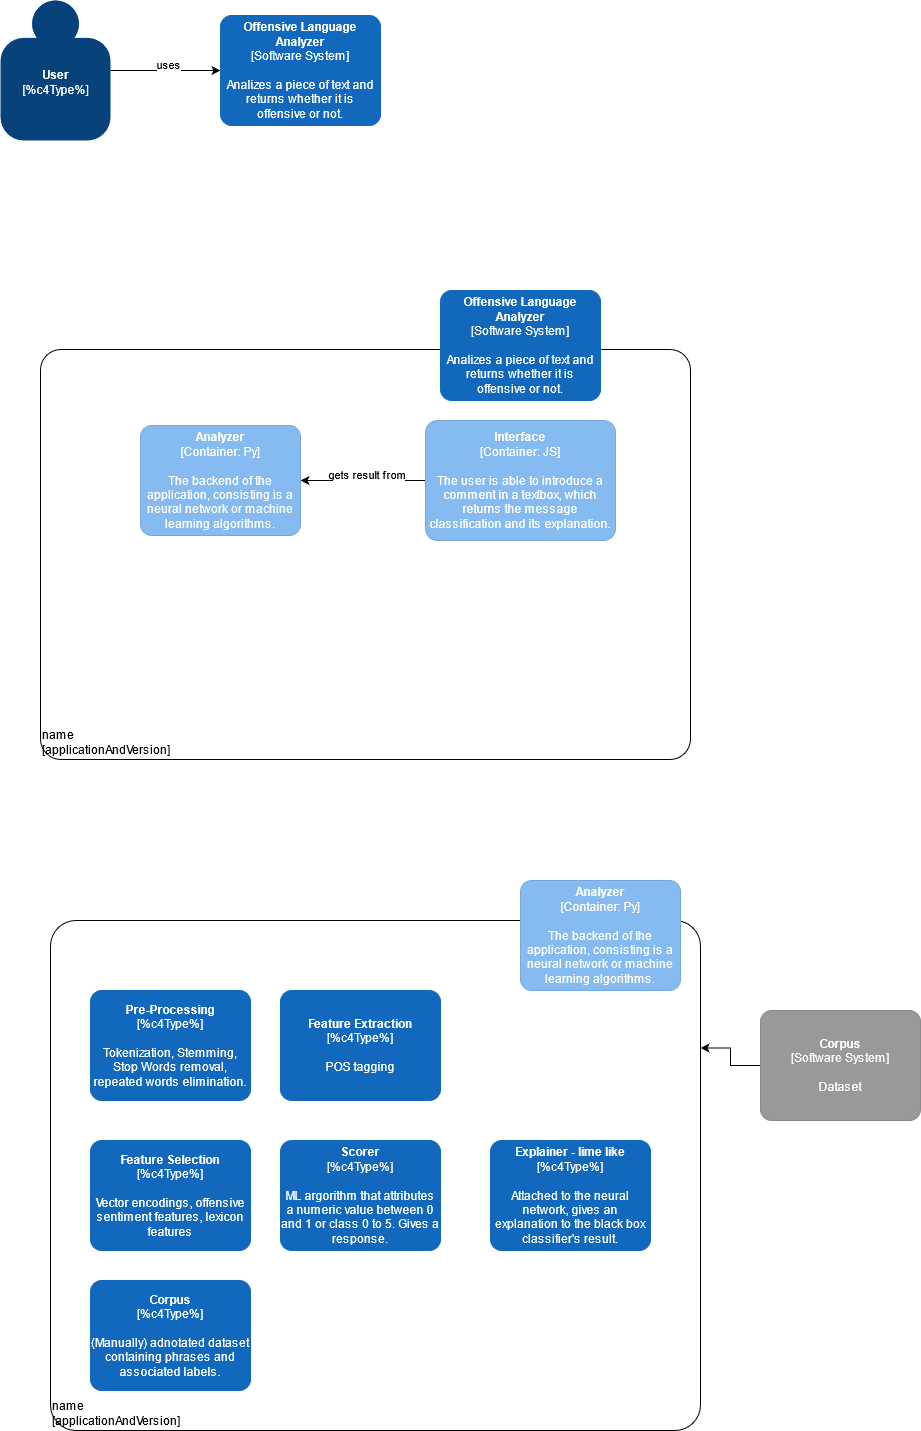 User
[%c4Type%]
uses
Offensive Language
Analyzer
[Software System]
Analizes a piece of text and
returns whether it is
offensive or not.
Offensive Language
Analyzer
[Software System]
Analizes a piece of text and
returns whether it is
offensive or not.
Analyzer
[Container: Py]
The backend of the
application, consisting is a
neural network or machine
learning algorithms.
gets result from
Interface
[Container: JS]
The user is able to introduce a
comment in a textbox, which
returns the message
classification and its explanation.
name
[applicationAndVersion]
Analyzer
[Container: Py]
The backend of the
application, consisting is a
neural network or machine
learning algorithms.
Pre-Processing
[%c4Type%]
Tokenization, Stemming,
Stop Words removal,
repeated words elimination.
Feature Extraction
[%c4Type%]
POS tagging
Corpus
[Software System]
Dataset
Feature Selection
[%c4Type%]
Vector encodings, offensive
sentiment features, lexicon
features
Scorer
[%c4Type%]
ML argorithm that attributes
a numeric value between 0
and 1 or class 0 to 5. Gives a
response.
Explainer - lime like
[%c4Type%]
Attached to the neural
network, gives an
explanation to the black box
classifier's result.
Corpus
[%c4Type%]
(Manually) adnotated dataset
containing phrases and
associated labels.
name
[applicationAndVersion]